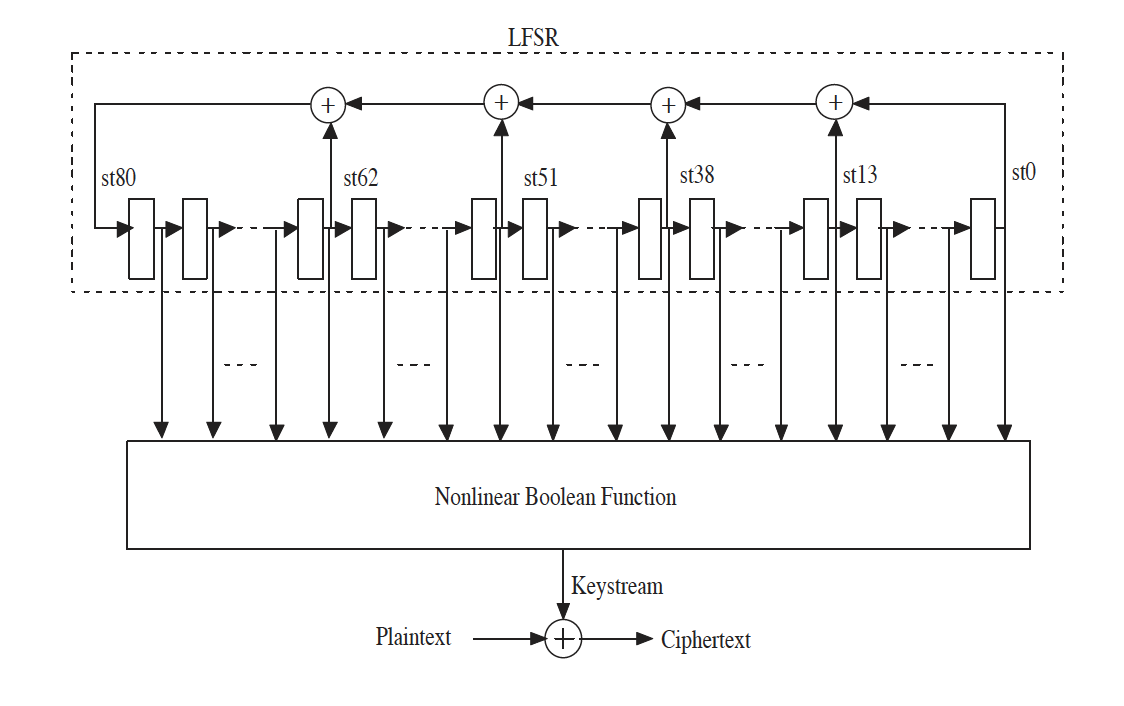 LFSR
+ + + +
st80 st62 st51 st38 st13 st0
Nonlinear Boolean Function
Keystream
Plaintext + Ciphertext